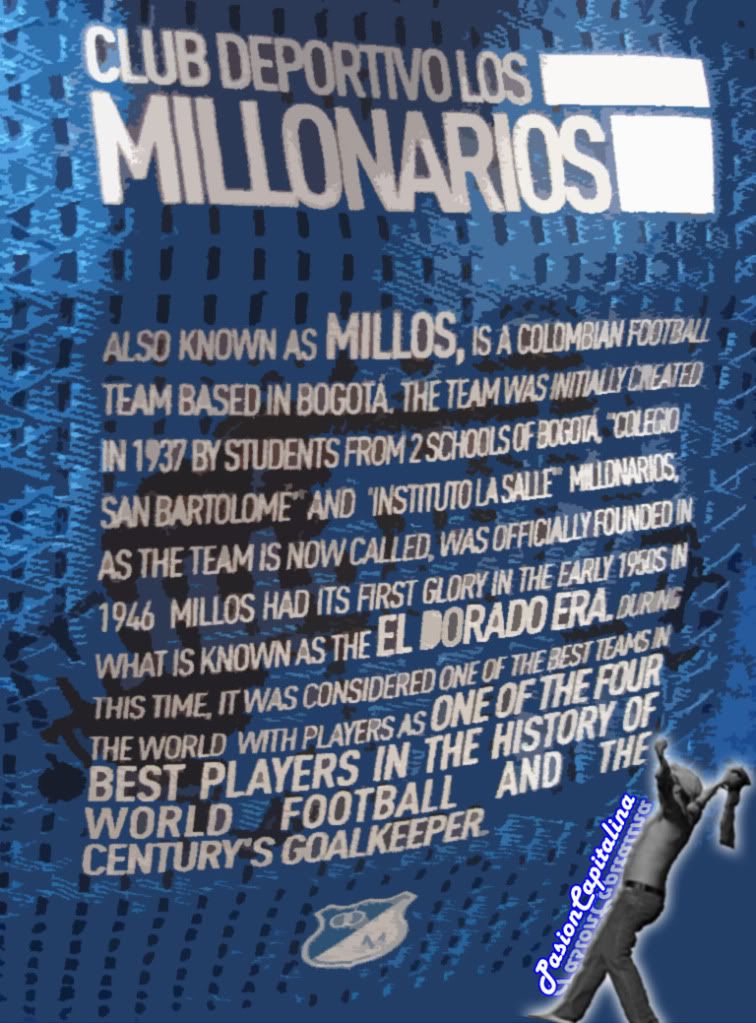 CLUB DEPORTIVO LOS
MILLONARIOS
ALSO KNOWN AS MILLOS, IS A COLOMBIAN FOOTBALL
TEAM BASED IN BOGOTÁ. THE TEAM WAS INITIALLY CREATED
IN 1937 BY STUDENTS FROM 2 SCHOOLS OF BOGOTÁ, "COLEGIO
SAN BARTOLOME" AND "INSTITUTO LA SALLE" MILLONARIOS,
AS THE TEAM IS NOW CALLED, WAS OFFICIALLY FOUNDED IN
1946 MILLOS HAD ITS FIRST GLORY IN THE EARLY 1950S IN
WHAT IS KNOWN AS THE EL DORADO ERA. DURING
THIS TIME, IT WAS CONSIDERED ONE OF THE BEST TEAMS IN
THE WORLD WITH PLAYERS AS ONE OF THE FOUR
BEST PLAYERS IN THE HISTORY OF
WORLD FOOTBALL AND THE
CENTURY'S GOALKEEPER.
M
PasionCapitalina
PasionCapitalina